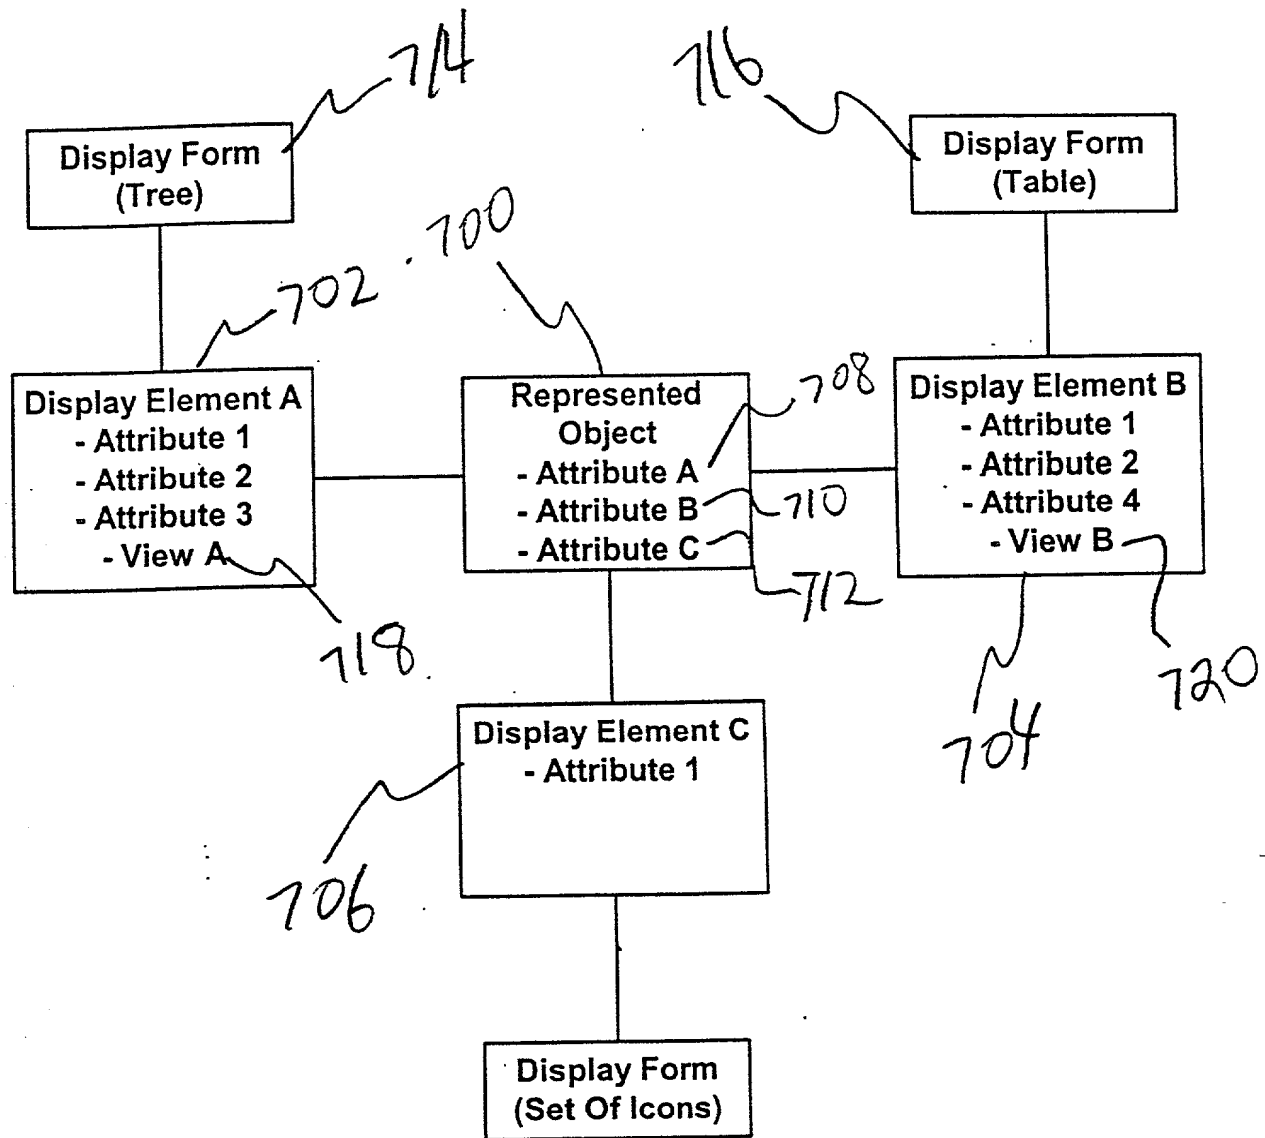 714
716
Display Form
(Tree)
Display Form
(Table)
702
700
Display Element A
- Attribute 1
- Attribute 2
- Attribute 3
- View A
718
Represented
Object
- Attribute A
- Attribute B
- Attribute C
708
710
712
Display Element B
- Attribute 1
- Attribute 2
- Attribute 4
- View B
720
704
Display Element C
- Attribute 1
706
Display Form
(Set Of Icons)